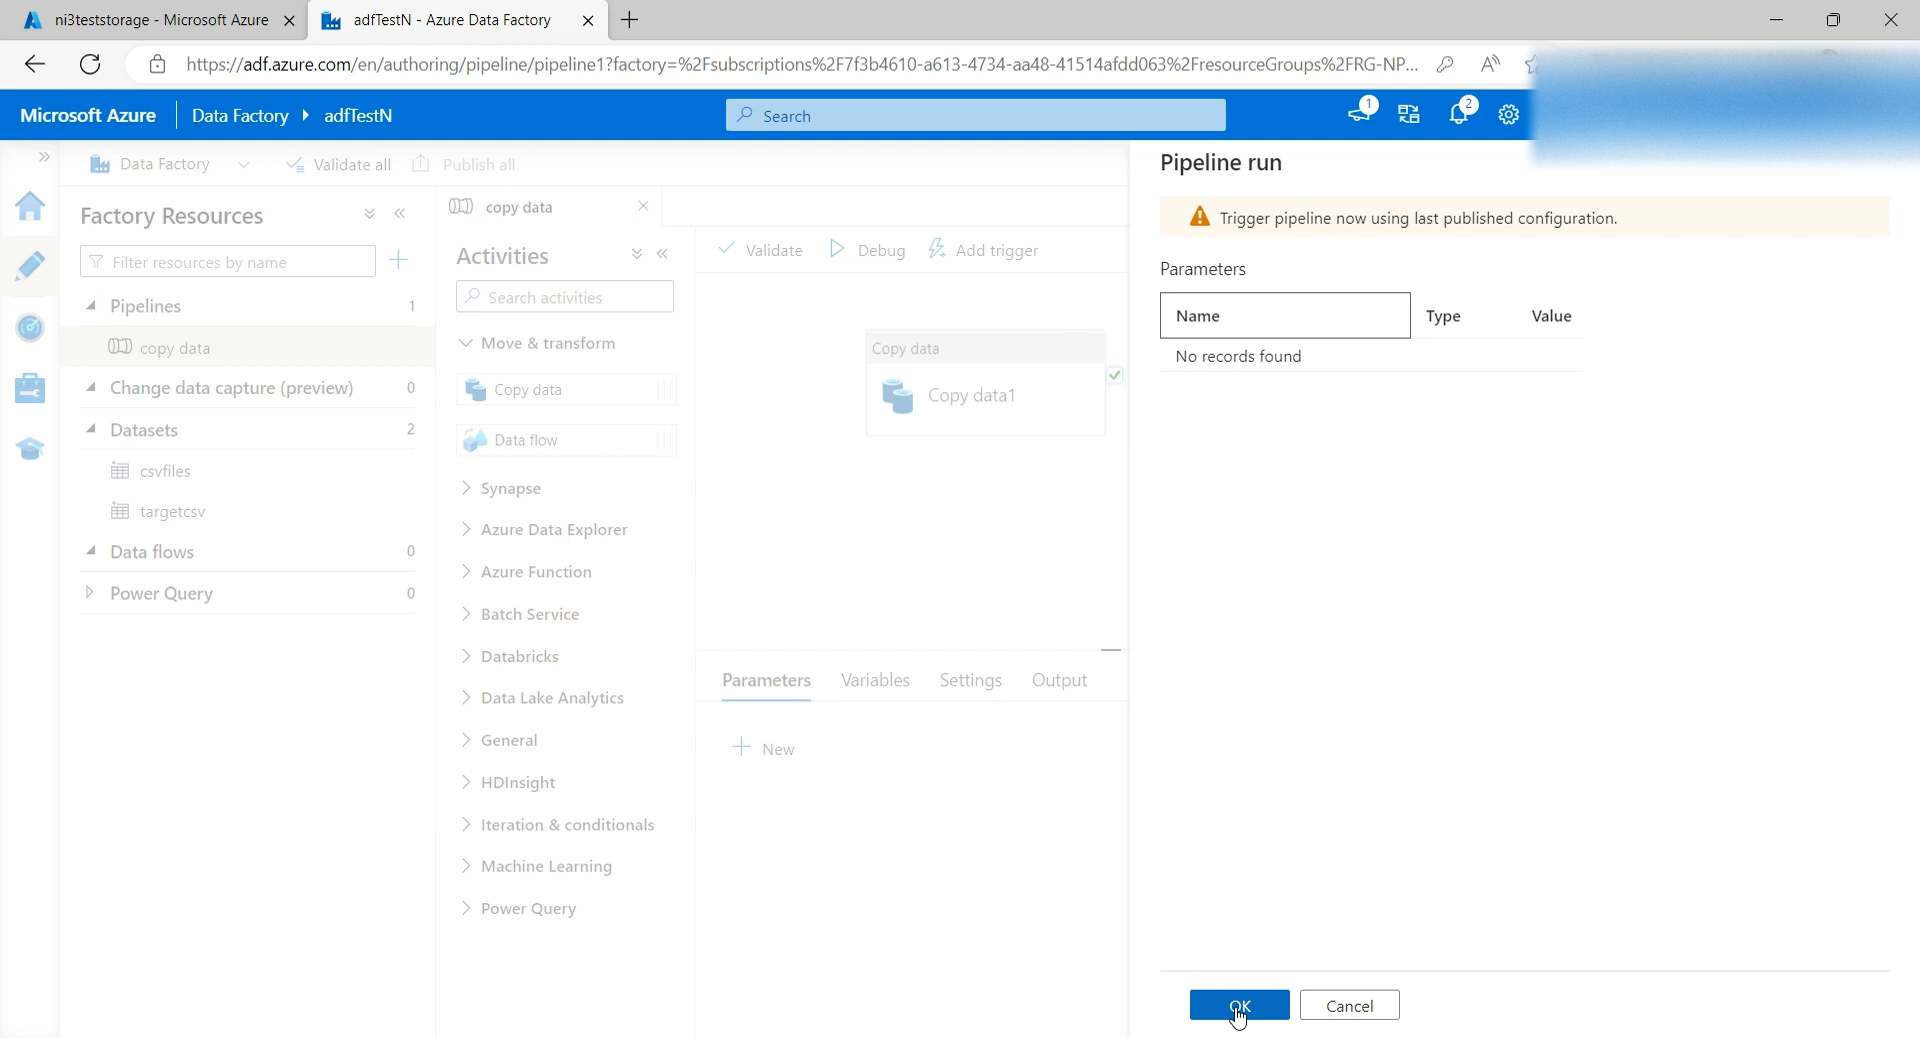 ni3teststorage - Microsoft Azure
adfTestN - Azure Data Factory
https://adf.azure.com/en/authoring/pipeline/pipeline1?factory=%2Fsubscriptions%2F7f3b4610-a613-4734-aa48-41514afdd063%2FresourceGroups%2FRG-NP...
Microsoft Azure
Data Factory
adfTestN
Search
1
2
Data Factory
Validate all
Publish all
Factory Resources
Filter resources by name
Pipelines 1
copy data
Change data capture (preview) 0
Datasets 2
csvfiles
targetcsv
Data flows 0
Power Query 0
copy data
Activities
Search activities
Move & transform
Copy data
Data flow
Synapse
Azure Data Explorer
Azure Function
Batch Service
Databricks
Data Lake Analytics
General
HDInsight
Iteration & conditionals
Machine Learning
Power Query
Validate
Debug
Add trigger
Copy data
Copy data1
Parameters
Variables
Settings
Output
New
Pipeline run
Trigger pipeline now using last published configuration.
Parameters
Name
Type
Value
No records found
OK
Cancel